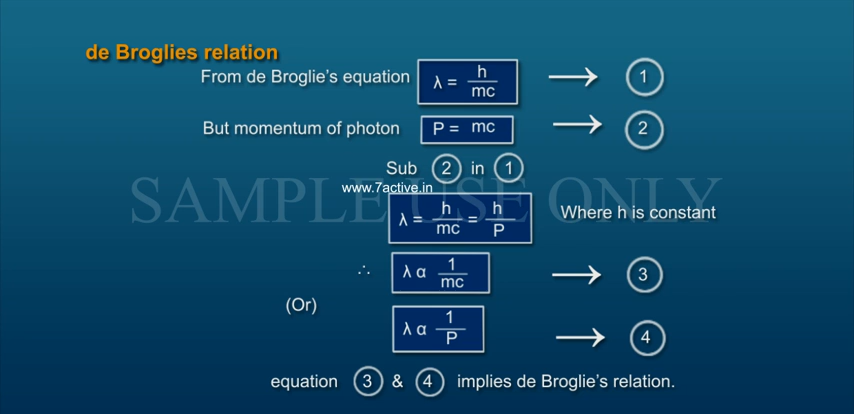 de Broglies relation
From de Broglie's equation λ = h/mc ⟶ ①
But momentum of photon P = mc ⟶ ②
Sub ② in ①
www.7active.in
SAMPLE USE ONLY
λ = h/mc = h/P Where h is constant
∴ λ α 1/mc ⟶ ③
(Or)
λ α 1/P ⟶ ④
equation ③ & ④ implies de Broglie's relation.